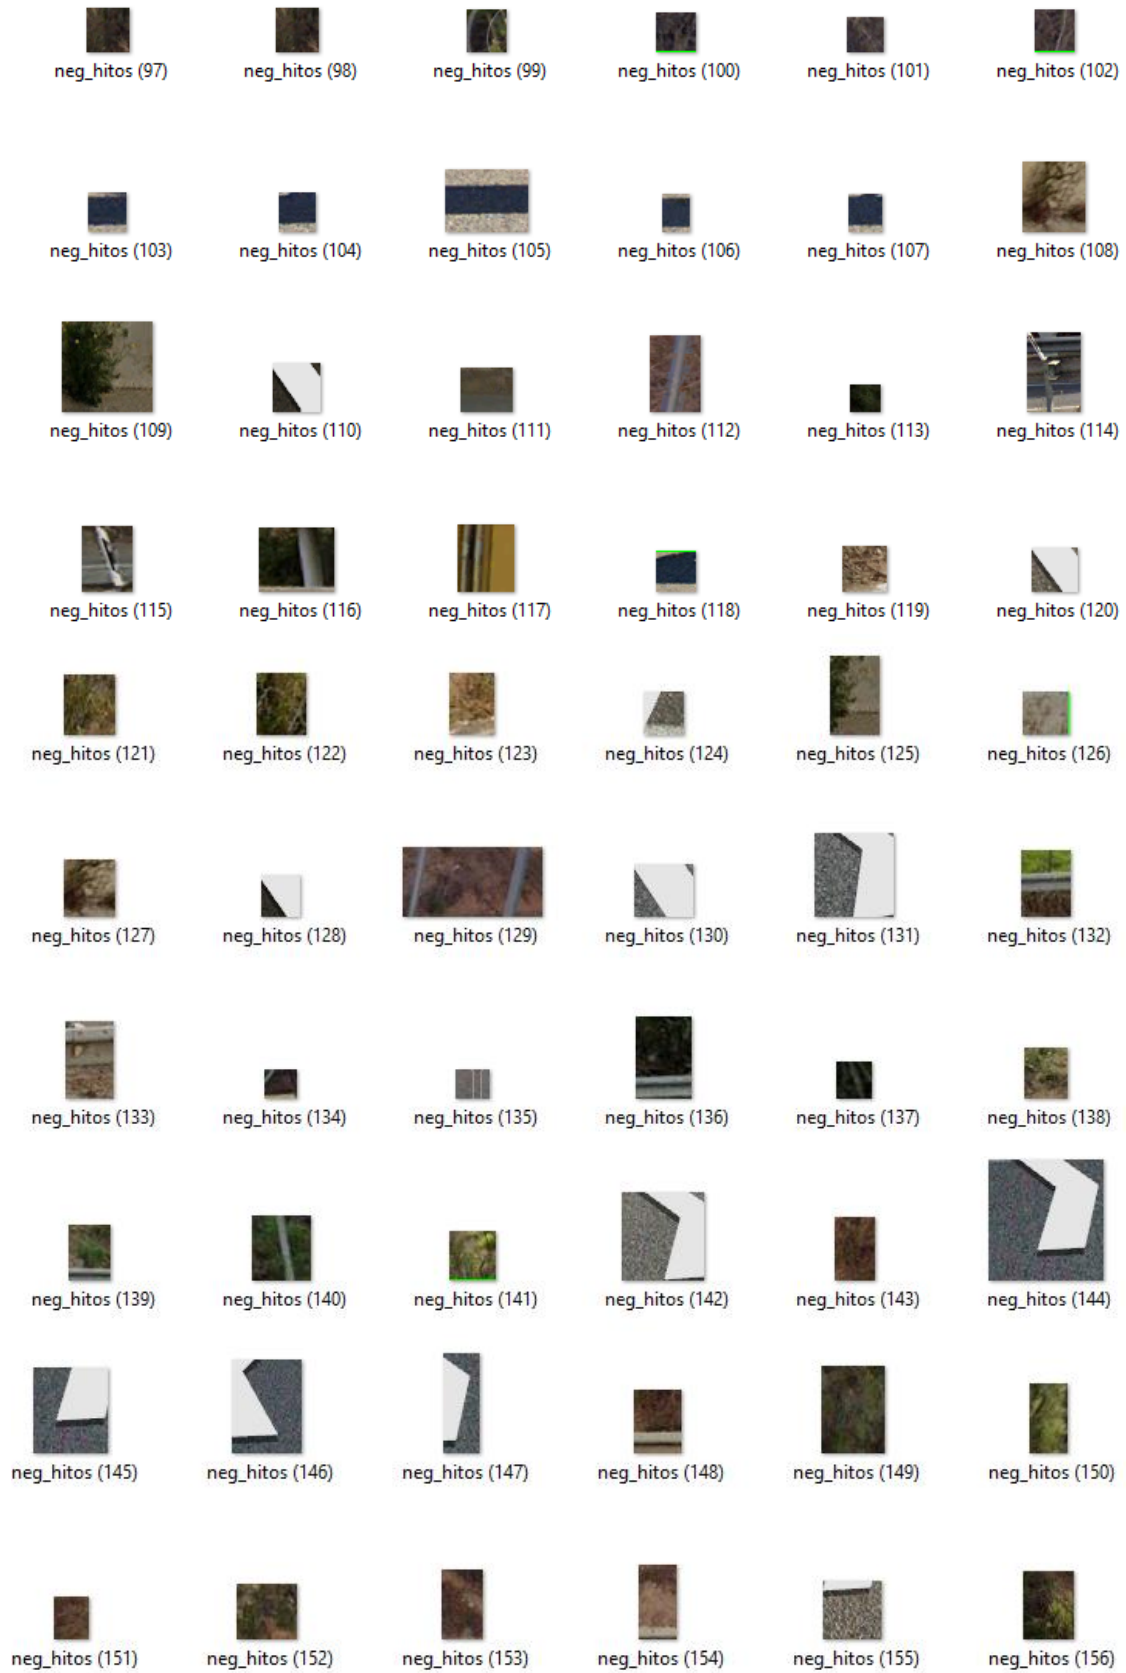 neg_hitos (97) neg_hitos (98) neg_hitos (99) neg_hitos (100) neg_hitos (101) neg_hitos (102)
neg_hitos (103) neg_hitos (104) neg_hitos (105) neg_hitos (106) neg_hitos (107) neg_hitos (108)
neg_hitos (109) neg_hitos (110) neg_hitos (111) neg_hitos (112) neg_hitos (113) neg_hitos (114)
neg_hitos (115) neg_hitos (116) neg_hitos (117) neg_hitos (118) neg_hitos (119) neg_hitos (120)
neg_hitos (121) neg_hitos (122) neg_hitos (123) neg_hitos (124) neg_hitos (125) neg_hitos (126)
neg_hitos (127) neg_hitos (128) neg_hitos (129) neg_hitos (130) neg_hitos (131) neg_hitos (132)
neg_hitos (133) neg_hitos (134) neg_hitos (135) neg_hitos (136) neg_hitos (137) neg_hitos (138)
neg_hitos (139) neg_hitos (140) neg_hitos (141) neg_hitos (142) neg_hitos (143) neg_hitos (144)
neg_hitos (145) neg_hitos (146) neg_hitos (147) neg_hitos (148) neg_hitos (149) neg_hitos (150)
neg_hitos (151) neg_hitos (152) neg_hitos (153) neg_hitos (154) neg_hitos (155) neg_hitos (156)